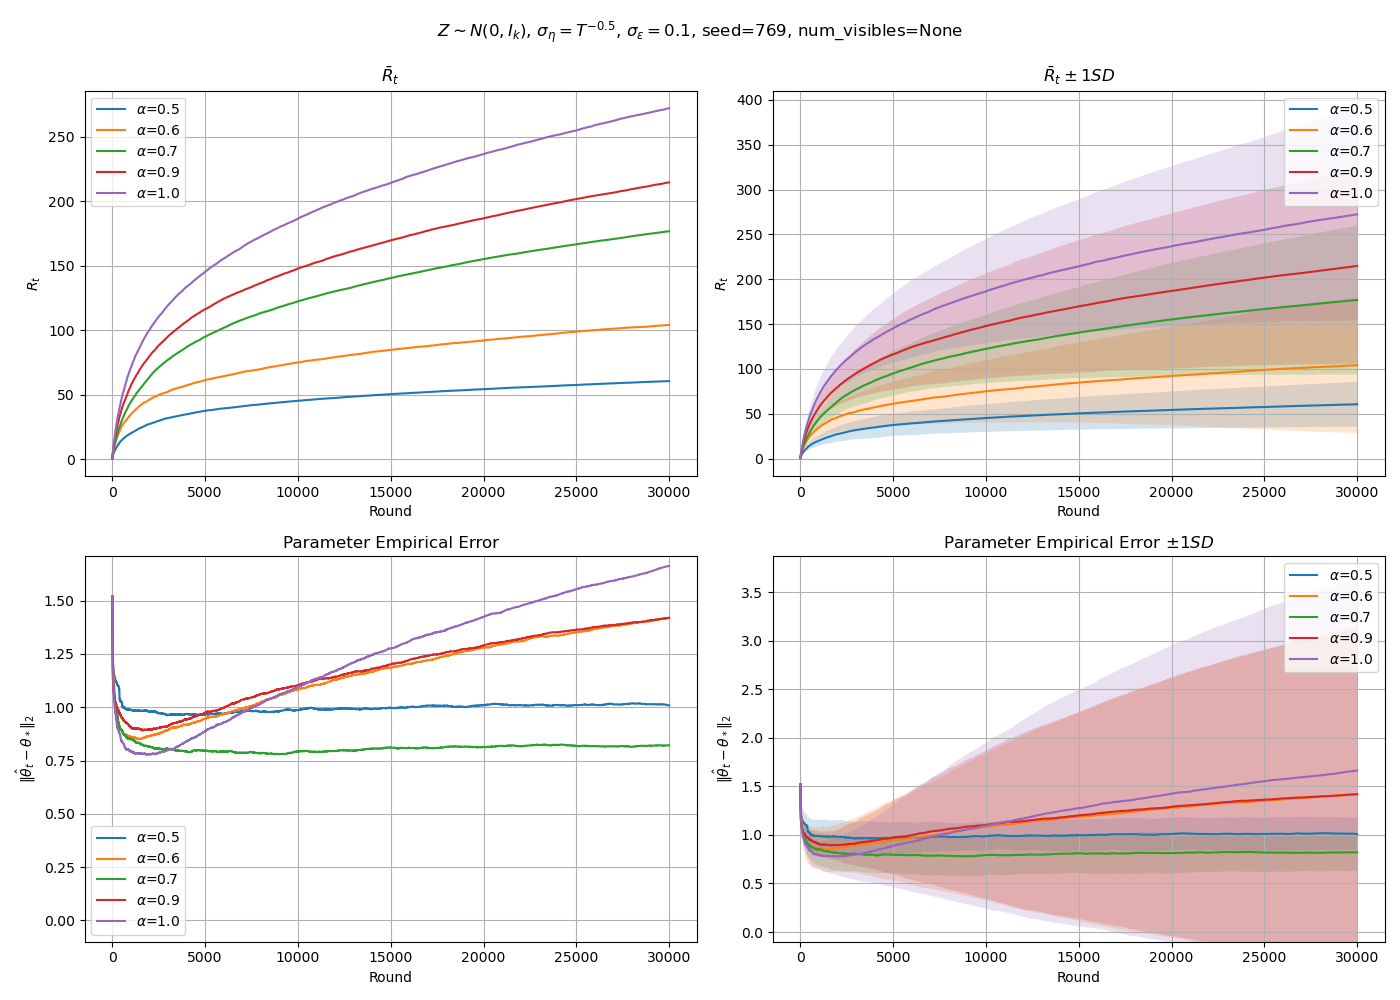 Z ~ N(0, I_k), σ_η = T^{-0.5}, σ_ε = 0.1, seed=769, num_visibles=None
R̄_t
R_t
250
200
150
100
50
0
α=0.5
α=0.6
α=0.7
α=0.9
α=1.0
0 5000 10000 15000 20000 25000 30000
Round
R̄_t ± 1SD
R_t
400
350
300
250
200
150
100
50
0
α=0.5
α=0.6
α=0.7
α=0.9
α=1.0
0 5000 10000 15000 20000 25000 30000
Round
Parameter Empirical Error
‖θ̂_t − θ_*‖_2
1.50
1.25
1.00
0.75
0.50
0.25
0.00
α=0.5
α=0.6
α=0.7
α=0.9
α=1.0
0 5000 10000 15000 20000 25000 30000
Round
Parameter Empirical Error ±1SD
‖θ̂_t − θ_*‖_2
3.5
3.0
2.5
2.0
1.5
1.0
0.5
0.0
α=0.5
α=0.6
α=0.7
α=0.9
α=1.0
0 5000 10000 15000 20000 25000 30000
Round